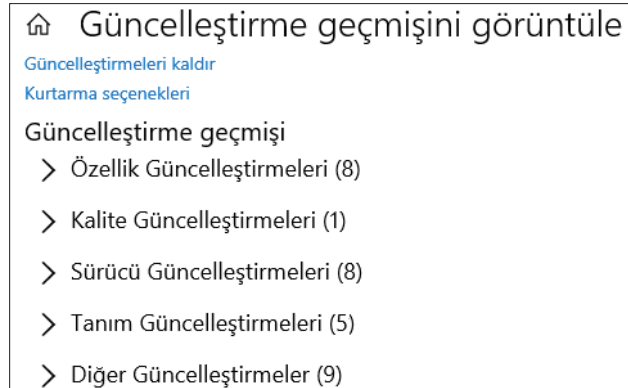 Güncelleştirme geçmişini görüntüle
Güncelleştirmeleri kaldır
Kurtarma seçenekleri
Güncelleştirme geçmişi
Özellik Güncelleştirmeleri (8)
Kalite Güncelleştirmeleri (1)
Sürücü Güncelleştirmeleri (8)
Tanım Güncelleştirmeleri (5)
Diğer Güncelleştirmeler (9)